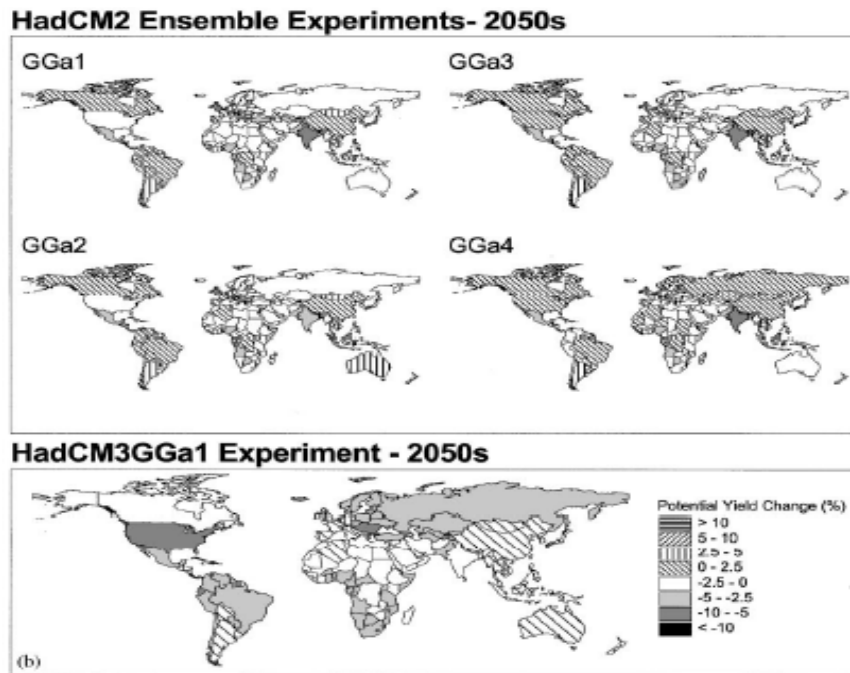 HadCM2 Ensemble Experiments- 2050s
GGa1
GGa3
GGa2
GGa4
HadCM3GGa1 Experiment - 2050s
Potential Yield Change (%)
> 10
5 - 10
2.5 - 5
0 - 2.5
-2.5 - 0
-5 - -2.5
-10 - -5
< -10
(b)